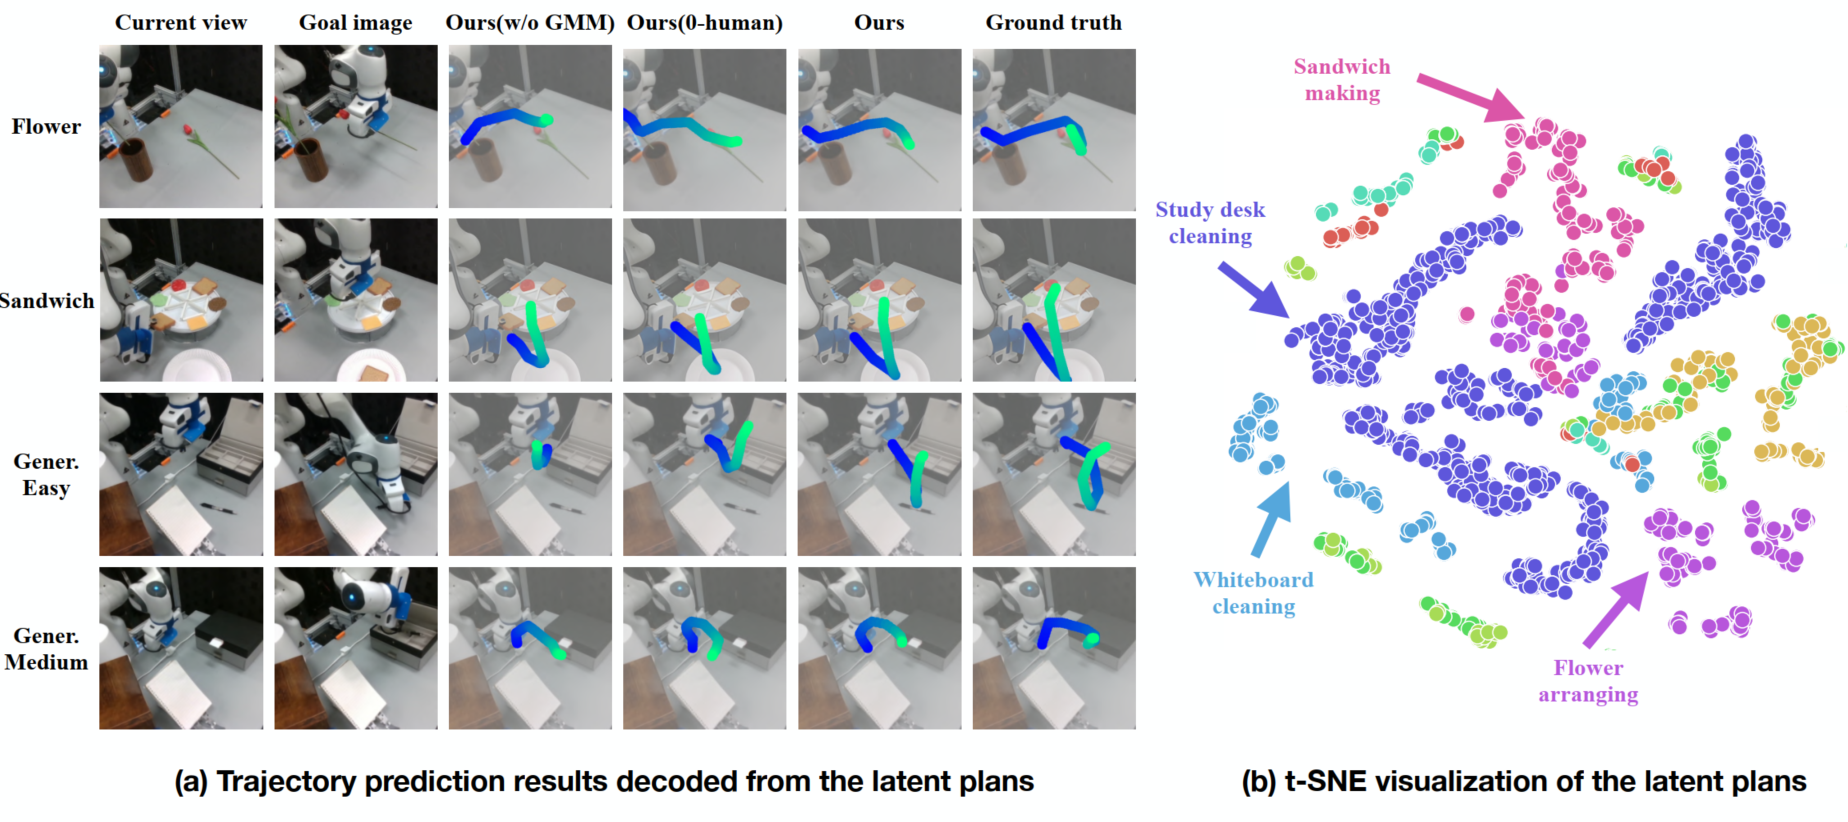 Current view
Goal image
Ours(w/o GMM)
Ours(0-human)
Ours
Ground truth
Flower
Sandwich
Gener.
Easy
Gener.
Medium
(a) Trajectory prediction results decoded from the latent plans
Sandwich
making
Study desk
cleaning
Whiteboard
cleaning
Flower
arranging
(b) t-SNE visualization of the latent plans